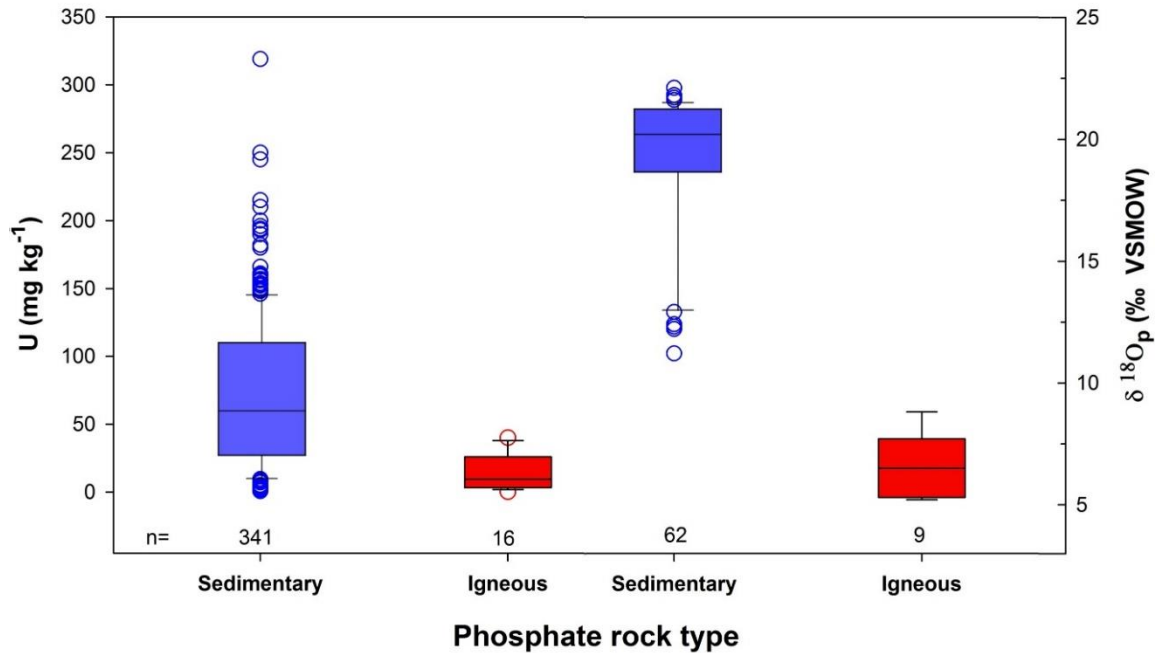 350
300
250
200
150
100
50
0
U (mg kg-1)
25
20
15
10
5
δ 18Op (‰ VSMOW)
n= 341 16 62 9
Sedimentary Igneous Sedimentary Igneous
Phosphate rock type